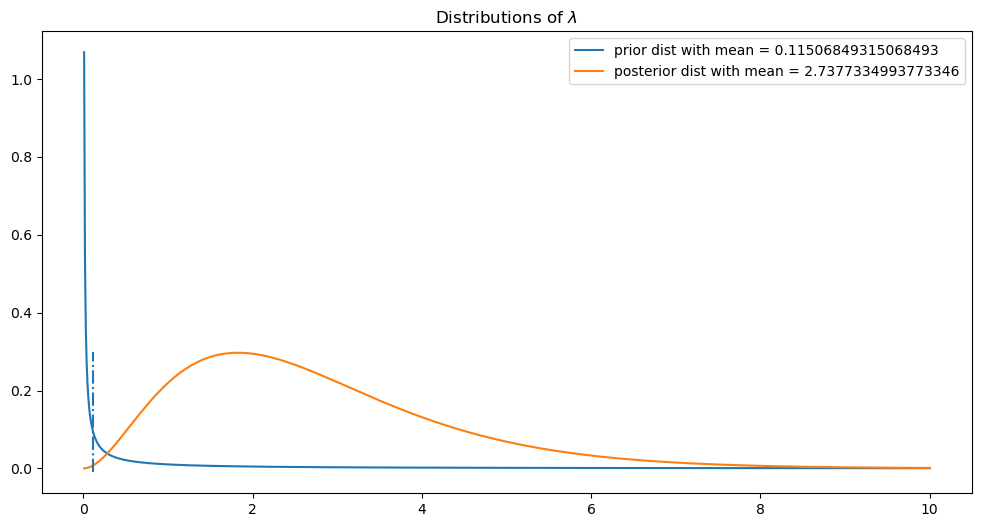 Distributions of λ
prior dist with mean = 0.11506849315068493
posterior dist with mean = 2.7377334993773346
1.0
0.8
0.6
0.4
0.2
0.0
0 2 4 6 8 10